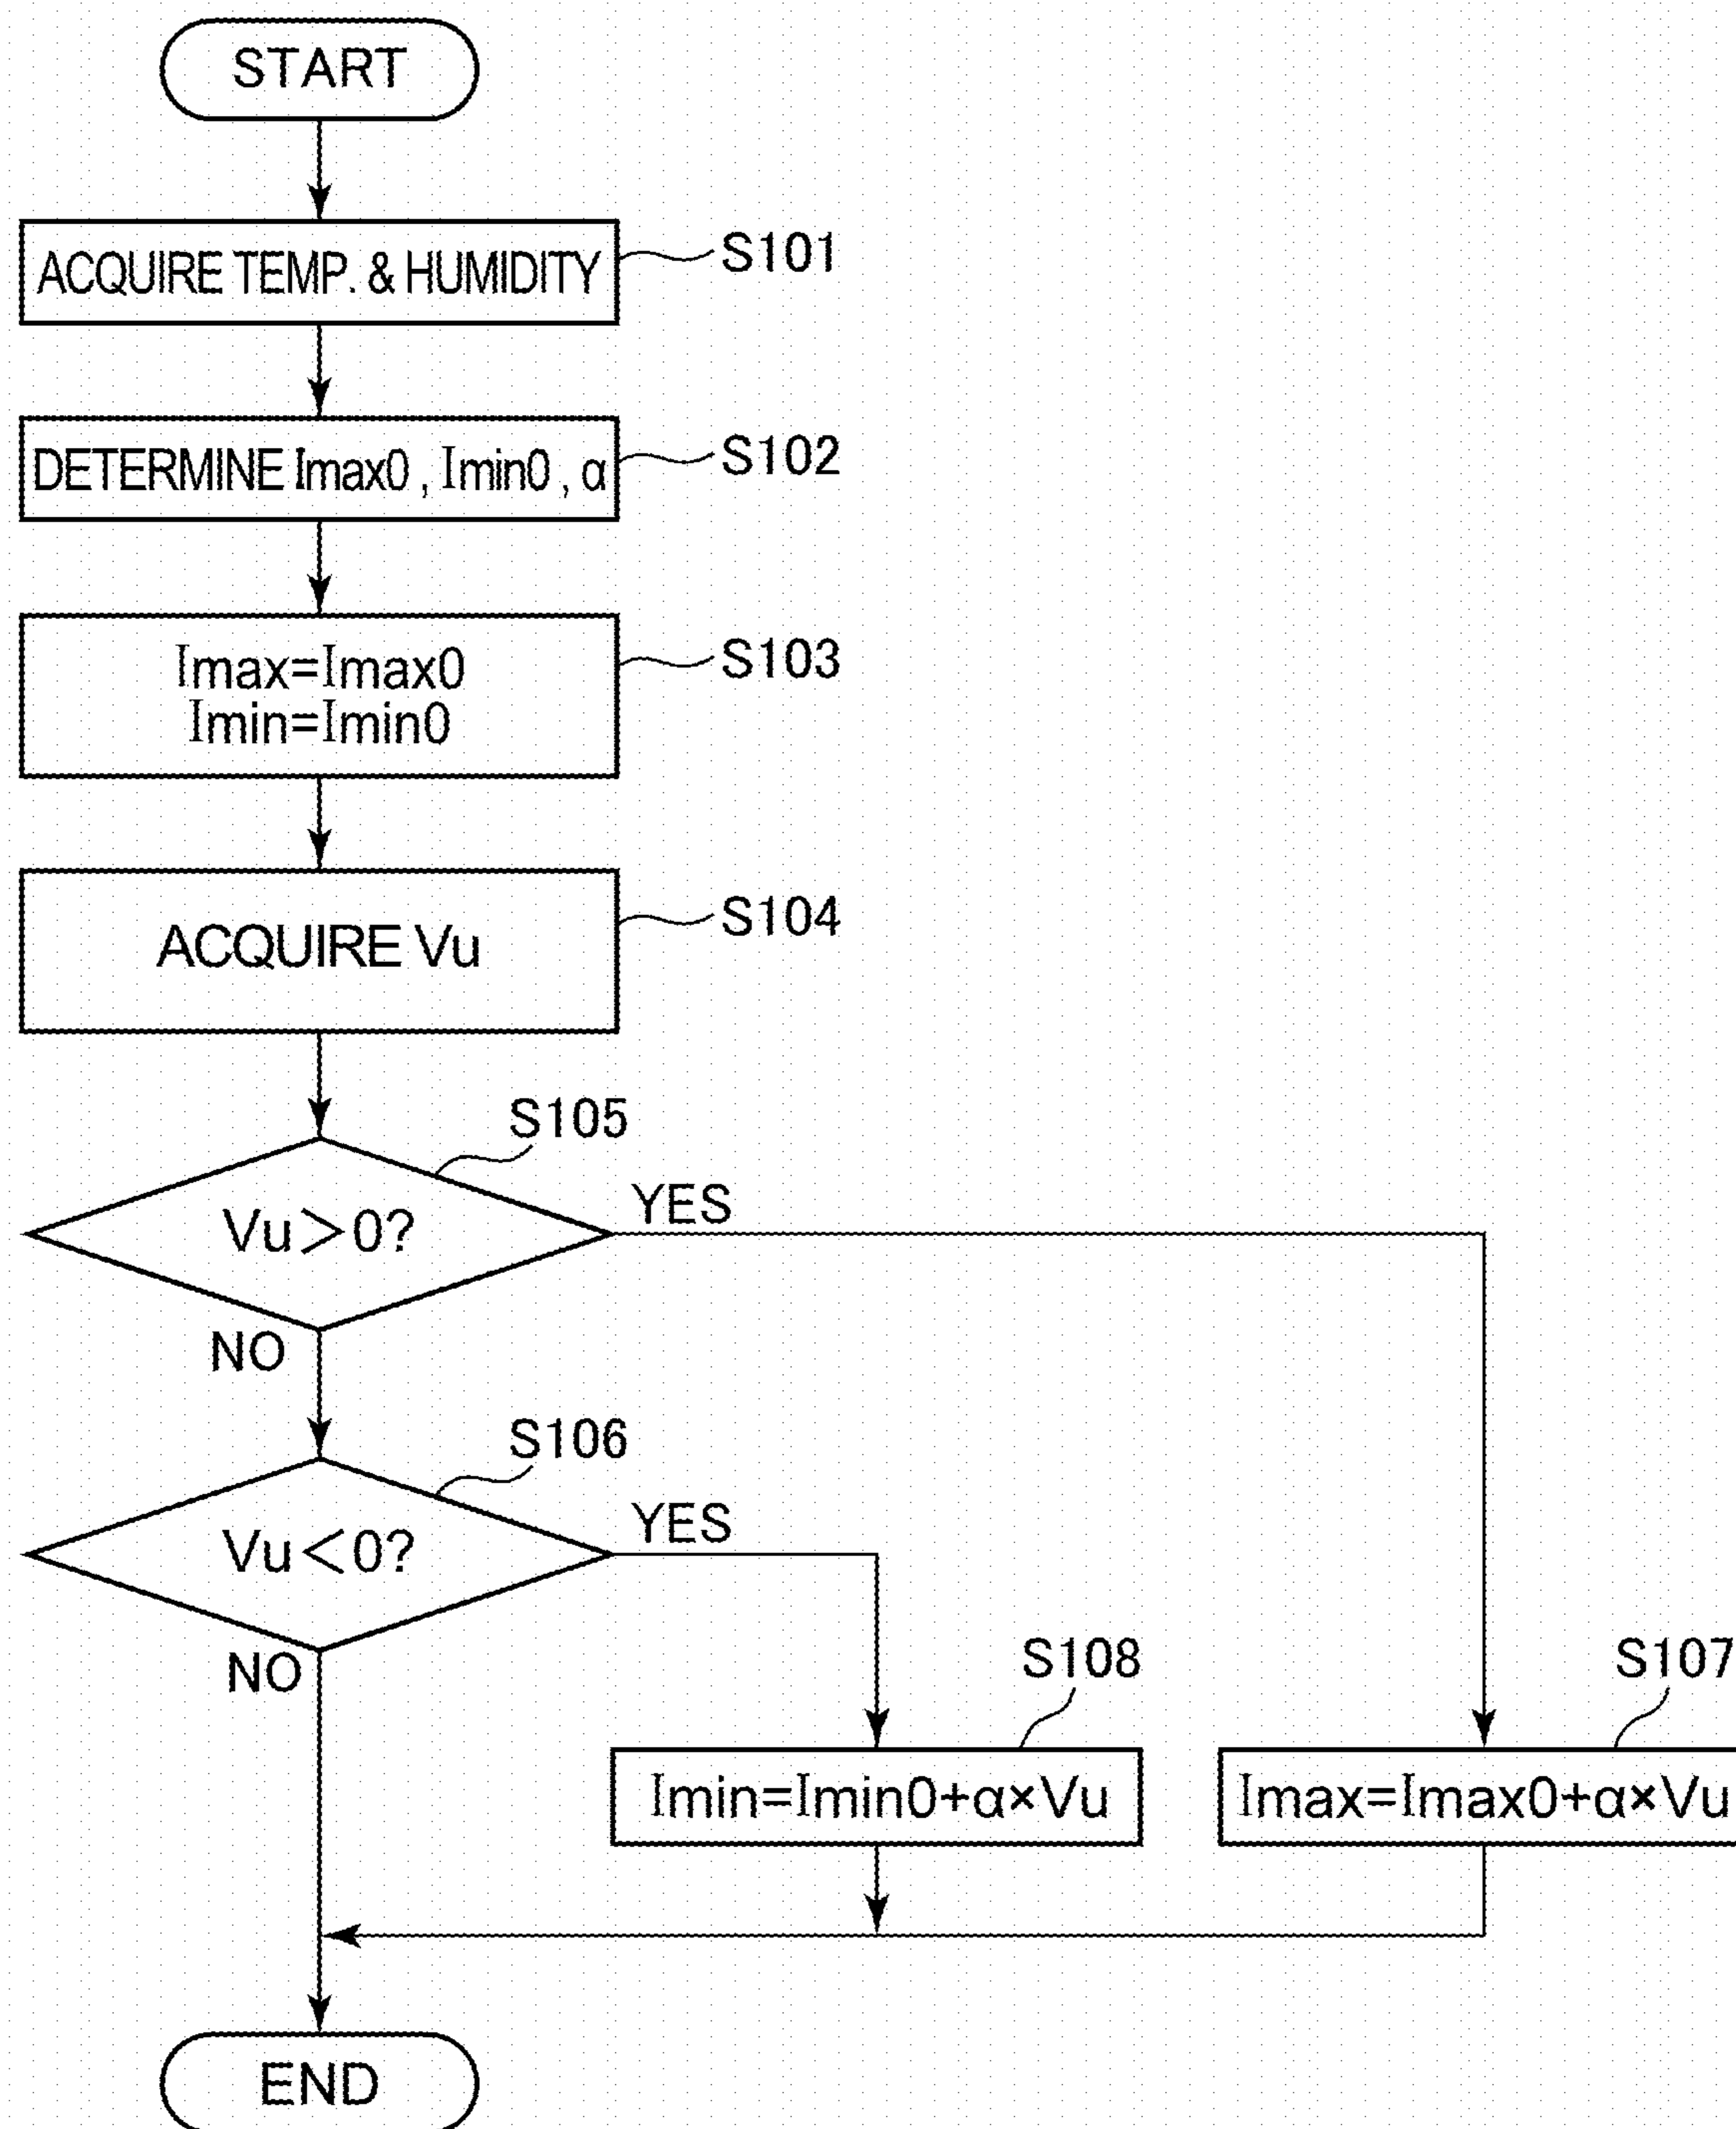 START
ACQUIRE TEMP. & HUMIDITY
S101
DETERMINE Imax0 , Imin0 , α
S102
Imax=Imax0
Imin=Imin0
S103
ACQUIRE Vu
S104
S105
Vu>0?
YES
NO
S106
Vu<0?
YES
NO
S108
S107
Imin=Imin0+α×Vu
Imax=Imax0+α×Vu
END